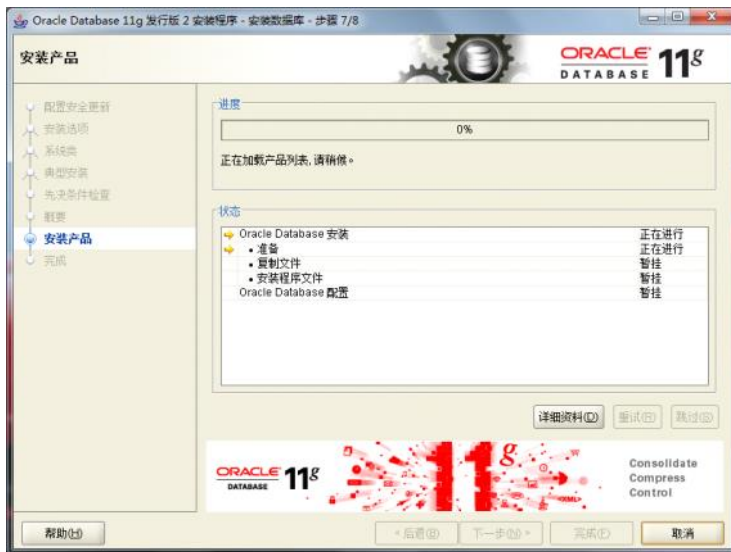 Oracle Database 11g 发行版 2 安装程序 - 安装数据库 - 步骤 7/8
安装产品
ORACLE 11g
DATABASE
配置安全更新
安装选项
系统类
典型安装
先决条件检查
概要
安装产品
完成
进度
0%
正在加载产品列表, 请稍候。
状态
Oracle Database 安装 正在进行
• 准备 正在进行
• 复制文件 暂挂
• 安装程序文件 暂挂
Oracle Database 配置 暂挂
详细资料(D) 重试(R) 跳过(S)
ORACLE 11g
DATABASE
11g
Consolidate
Compress
Control
帮助(H) < 后退(B) 下一步(N) > 完成(F) 取消